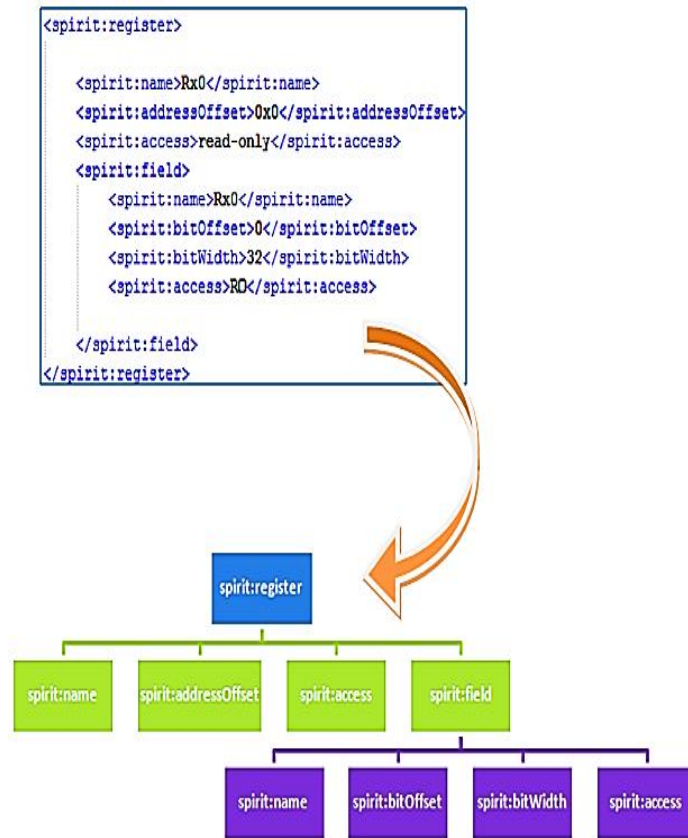 <spirit:register>
<spirit:name>Rx0</spirit:name>
<spirit:addressOffset>0x0</spirit:addressOffset>
<spirit:access>read-only</spirit:access>
<spirit:field>
<spirit:name>Rx0</spirit:name>
<spirit:bitOffset>0</spirit:bitOffset>
<spirit:bitWidth>32</spirit:bitWidth>
<spirit:access>RO</spirit:access>
</spirit:field>
</spirit:register>
spirit:register
spirit:name spirit:addressOffset spirit:access spirit:field
spirit:name spirit:bitOffset spirit:bitWidth spirit:access